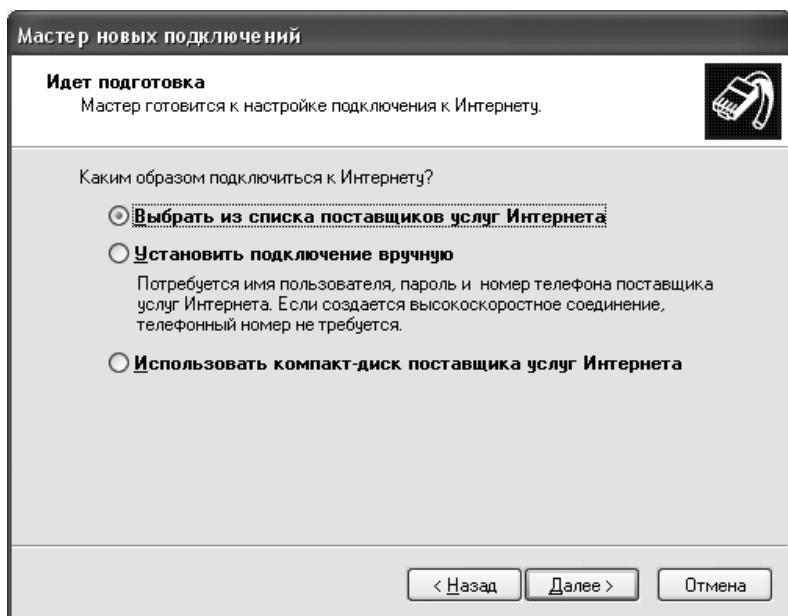 Мастер новых подключений
Идет подготовка
Мастер готовится к настройке подключения к Интернету.
Каким образом подключиться к Интернету?
Выбрать из списка поставщиков услуг Интернета
Установить подключение вручную
Потребуется имя пользователя, пароль и номер телефона поставщика
услуг Интернета. Если создается высокоскоростное соединение,
телефонный номер не требуется.
Использовать компакт-диск поставщика услуг Интернета
< Назад Далее > Отмена